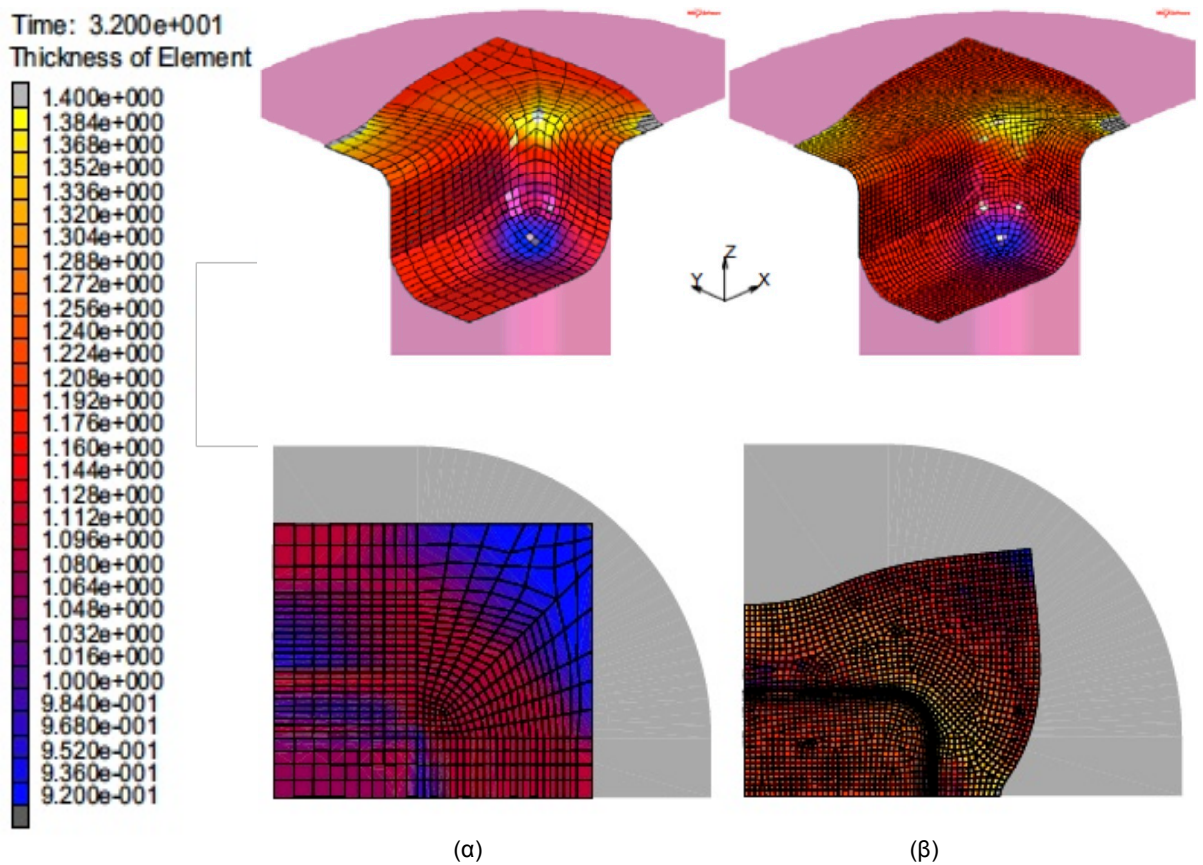 Time: 3.200e+001
Thickness of Element
1.400e+000
1.384e+000
1.368e+000
1.352e+000
1.336e+000
1.320e+000
1.304e+000
1.288e+000
1.272e+000
1.256e+000
1.240e+000
1.224e+000
1.208e+000
1.192e+000
1.176e+000
1.160e+000
1.144e+000
1.128e+000
1.112e+000
1.096e+000
1.080e+000
1.064e+000
1.048e+000
1.032e+000
1.016e+000
1.000e+000
9.840e-001
9.680e-001
9.520e-001
9.360e-001
9.200e-001
Z
Y X
(α) (β)